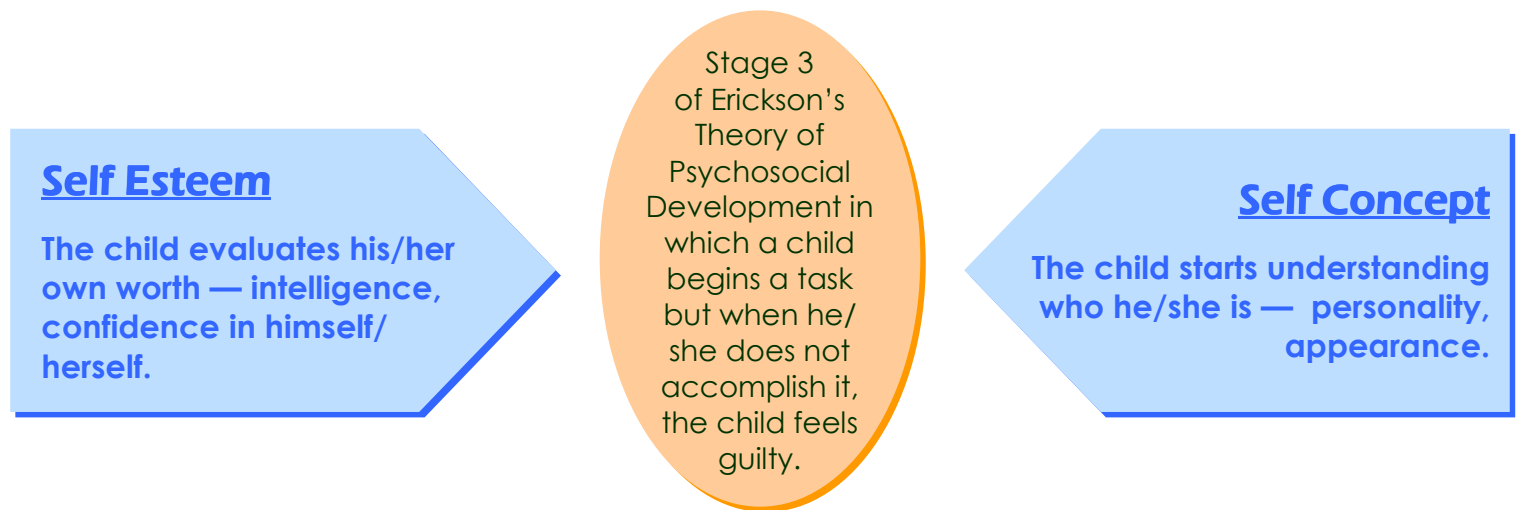 Self Esteem
The child evaluates his/her
own worth — intelligence,
confidence in himself/
herself.
Stage 3
of Erickson’s
Theory of
Psychosocial
Development in
which a child
begins a task
but when he/
she does not
accomplish it,
the child feels
guilty.
Self Concept
The child starts understanding
who he/she is —  personality,
appearance.